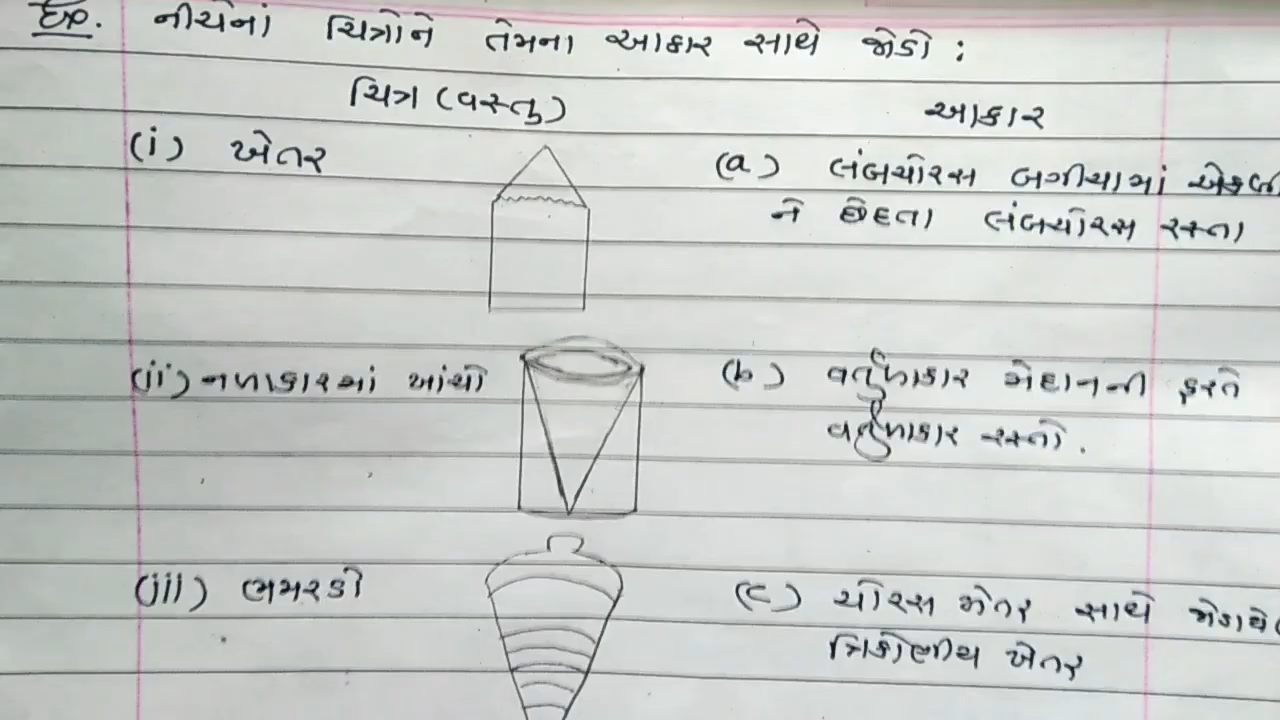 દા. નીચેનાં ચિત્રોને તેમના આકાર સાથે જોડો :
ચિત્ર (વસ્તુ) આકાર
(i) ખેતર (a) લંબચોરસ બગીચામાં
ને છેદતા લંબચોરસ રસ્તા
(ii) નળાકારમાં ખાંચો (b) વર્તુળાકાર મેદાનની ફરતે
વર્તુળાકાર રસ્તો.
(iii) ભમરડો (c) ચોરસ ખેતર સાથે
ત્રિકોણીય ખેતર